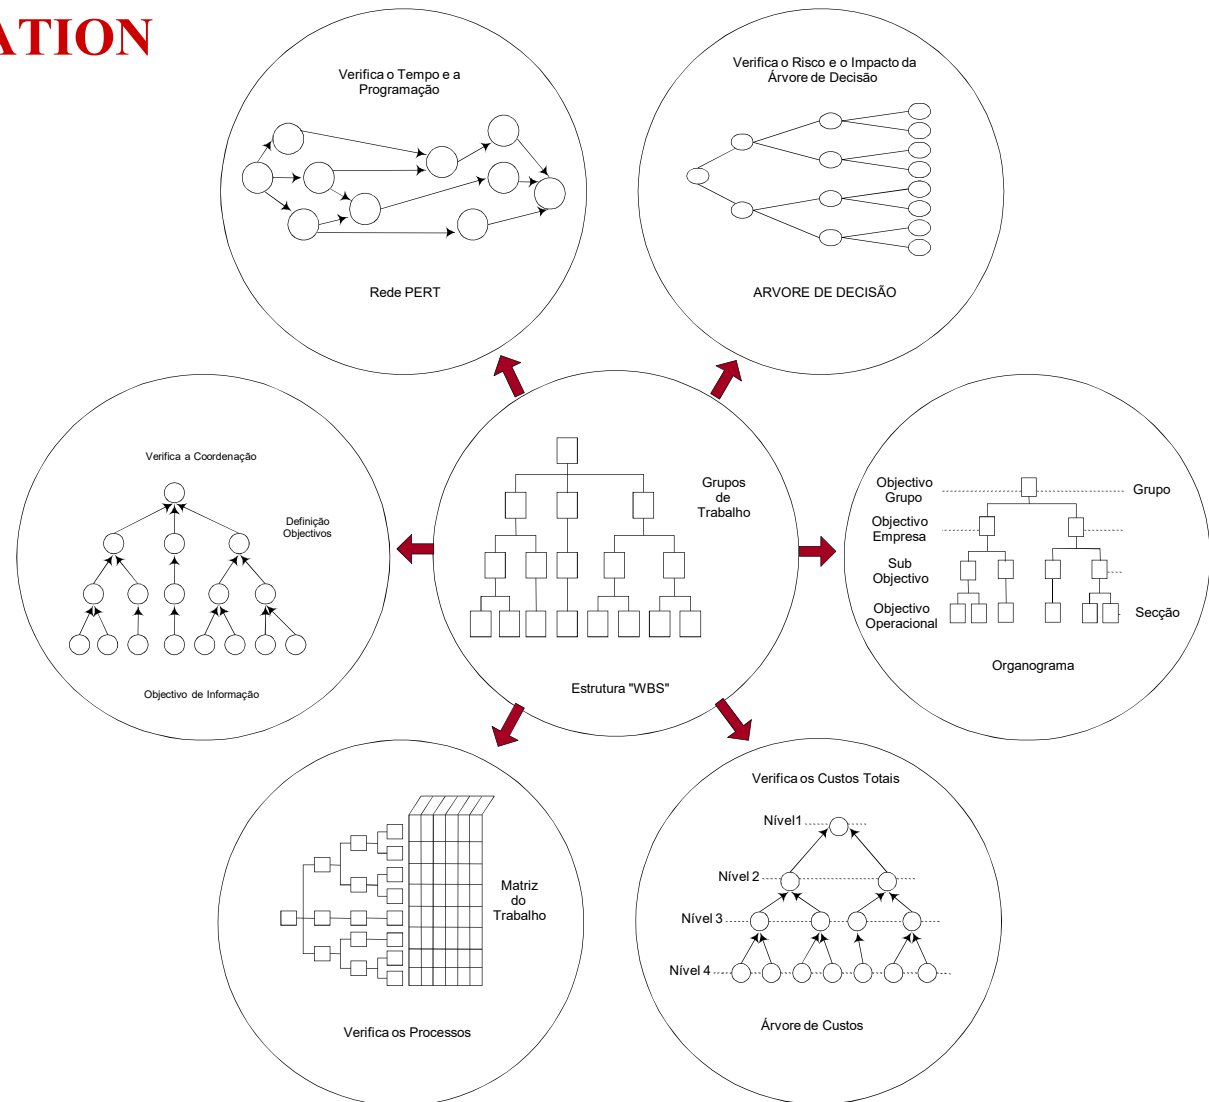 ATION
Verifica o Tempo e a
Programação
Rede PERT
Verifica o Risco e o Impacto da
Árvore de Decisão
ARVORE DE DECISÃO
Verifica a Coordenação
Definição
Objectivos
Objectivo de Informação
Grupos
de
Trabalho
Estrutura "WBS"
Objectivo
Grupo
Grupo
Objectivo
Empresa
Sub
Objectivo
Objectivo
Operacional
Secção
Organograma
Matriz
do
Trabalho
Verifica os Processos
Verifica os Custos Totais
Nível1
Nível 2
Nível 3
Nível 4
Árvore de Custos